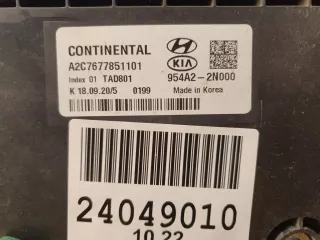 CONTINENTAL
A2C7677851101
Index 01 TAD801
KIA
954A2-2N000
K 18.09.20/5 0199 Made in Korea
24049010
10.22